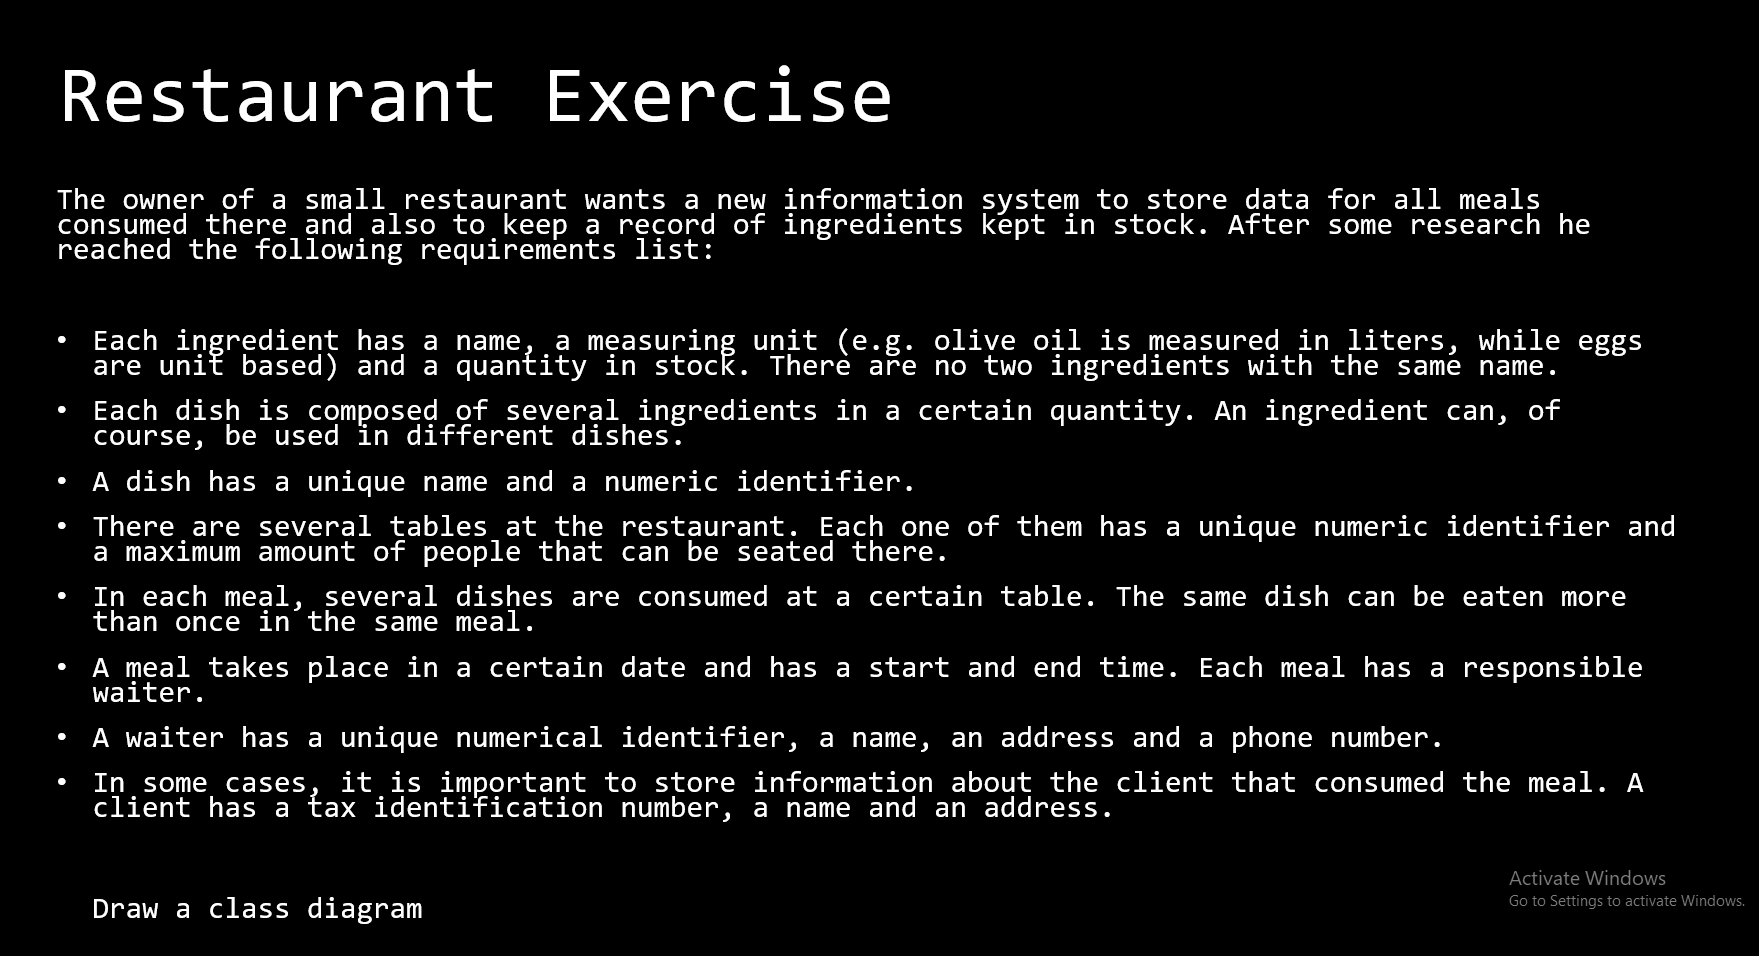 Restaurant Exercise
The owner of a small restaurant wants a new information system to store data for all meals
consumed there and also to keep a record of ingredients kept in stock. After some research he
reached the following requirements list:
• Each ingredient has a name, a measuring unit (e.g. olive oil is measured in liters, while eggs
are unit based) and a quantity in stock. There are no two ingredients with the same name.
• Each dish is composed of several ingredients in a certain quantity. An ingredient can, of
course, be used in different dishes.
• A dish has a unique name and a numeric identifier.
• There are several tables at the restaurant. Each one of them has a unique numeric identifier and
a maximum amount of people that can be seated there.
• In each meal, several dishes are consumed at a certain table. The same dish can be eaten more
than once in the same meal.
• A meal takes place in a certain date and has a start and end time. Each meal has a responsible
waiter.
• A waiter has a unique numerical identifier, a name, an address and a phone number.
• In some cases, it is important to store information about the client that consumed the meal. A
client has a tax identification number, a name and an address.
Draw a class diagram
Activate Windows
Go to Settings to activate Windows.